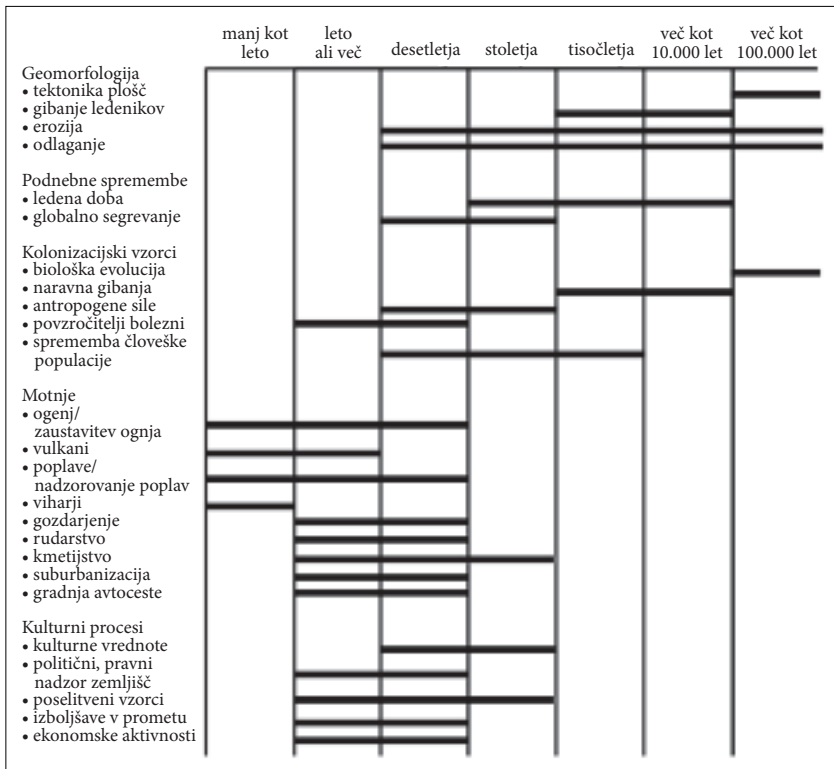 manj kot leto
leto ali več
desetletja
stoletja
tisočletja
več kot 10.000 let
več kot 100.000 let
Geomorfologija
• tektonika plošč
• gibanje ledenikov
• erozija
• odlaganje
Podnebne spremembe
• ledena doba
• globalno segrevanje
Kolonizacijski vzorci
• biološka evolucija
• naravna gibanja
• antropogene sile
• povzročitelji bolezni
• sprememba človeške
populacije
Motnje
• ogenj/
zaustavitev ognja
• vulkani
• poplave/
nadzorovanje poplav
• viharji
• gozdarjenje
• rudarstvo
• kmetijstvo
• suburbanizacija
• gradnja avtoceste
Kulturni procesi
• kulturne vrednote
• politični, pravni
nadzor zemljišč
• poselitveni vzorci
• izboljšave v prometu
• ekonomske aktivnosti